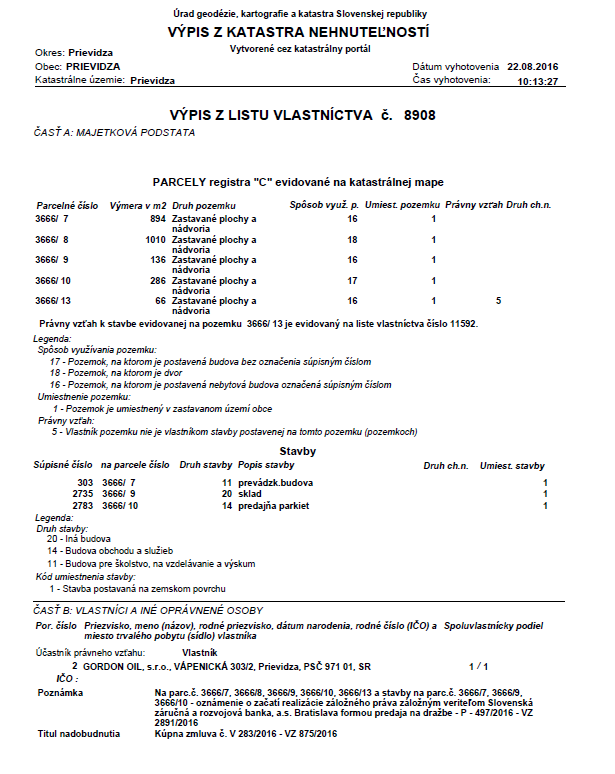 Úrad geodézie, kartografie a katastra Slovenskej republiky
VÝPIS Z KATASTRA NEHNUTEĽNOSTÍ
Vytvorené cez katastrálny portál
Okres: Prievidza
Obec: PRIEVIDZA Dátum vyhotovenia 22.08.2016
Katastrálne územie: Prievidza Čas vyhotovenia: 10:13:27
VÝPIS Z LISTU VLASTNÍCTVA č. 8908
ČASŤ A: MAJETKOVÁ PODSTATA
PARCELY registra "C" evidované na katastrálnej mape
Parcelné číslo Výmera v m2 Druh pozemku Spôsob využ. p. Umiest. pozemku Právny vzťah Druh ch.n.
3666/ 7 894 Zastavané plochy a 16 1
nádvoria
3666/ 8 1010 Zastavané plochy a 18 1
nádvoria
3666/ 9 136 Zastavané plochy a 16 1
nádvoria
3666/ 10 286 Zastavané plochy a 17 1
nádvoria
3666/ 13 66 Zastavané plochy a 16 1 5
nádvoria
Právny vzťah k stavbe evidovanej na pozemku 3666/ 13 je evidovaný na liste vlastníctva číslo 11592.
Legenda:
Spôsob využívania pozemku:
17 - Pozemok, na ktorom je postavená budova bez označenia súpisným číslom
18 - Pozemok, na ktorom je dvor
16 - Pozemok, na ktorom je postavená nebytová budova označená súpisným číslom
Umiestnenie pozemku:
1 - Pozemok je umiestnený v zastavanom území obce
Právny vzťah:
5 - Vlastník pozemku nie je vlastníkom stavby postavenej na tomto pozemku (pozemkoch)
Stavby
Súpisné číslo na parcele číslo Druh stavby Popis stavby Druh ch.n. Umiest. stavby
303 3666/ 7 11 prevádzk.budova 1
2735 3666/ 9 20 sklad 1
2783 3666/ 10 14 predajňa parkiet 1
Legenda:
Druh stavby:
20 - Iná budova
14 - Budova obchodu a služieb
11 - Budova pre školstvo, na vzdelávanie a výskum
Kód umiestnenia stavby:
1 - Stavba postavaná na zemskom povrchu
ČASŤ B: VLASTNÍCI A INÉ OPRÁVNENÉ OSOBY
Por. číslo Priezvisko, meno (názov), rodné priezvisko, dátum narodenia, rodné číslo (IČO) a Spoluvlastnícky podiel
miesto trvalého pobytu (sídlo) vlastníka
Účastník právneho vzťahu: Vlastník
2 GORDON OIL, s.r.o., VÁPENICKÁ 303/2, Prievidza, PSČ 971 01, SR 1 / 1
IČO :
Poznámka Na parc.č. 3666/7, 3666/8, 3666/9, 3666/10, 3666/13 a stavby na parc.č. 3666/7, 3666/9,
3666/10 - oznámenie o začatí realizácie záložného práva záložným veriteľom Slovenská
záručná a rozvojová banka, a.s. Bratislava formou predaja na dražbe - P - 497/2016 - VZ
2891/2016
Titul nadobudnutia Kúpna zmluva č. V 283/2016 - VZ 875/2016